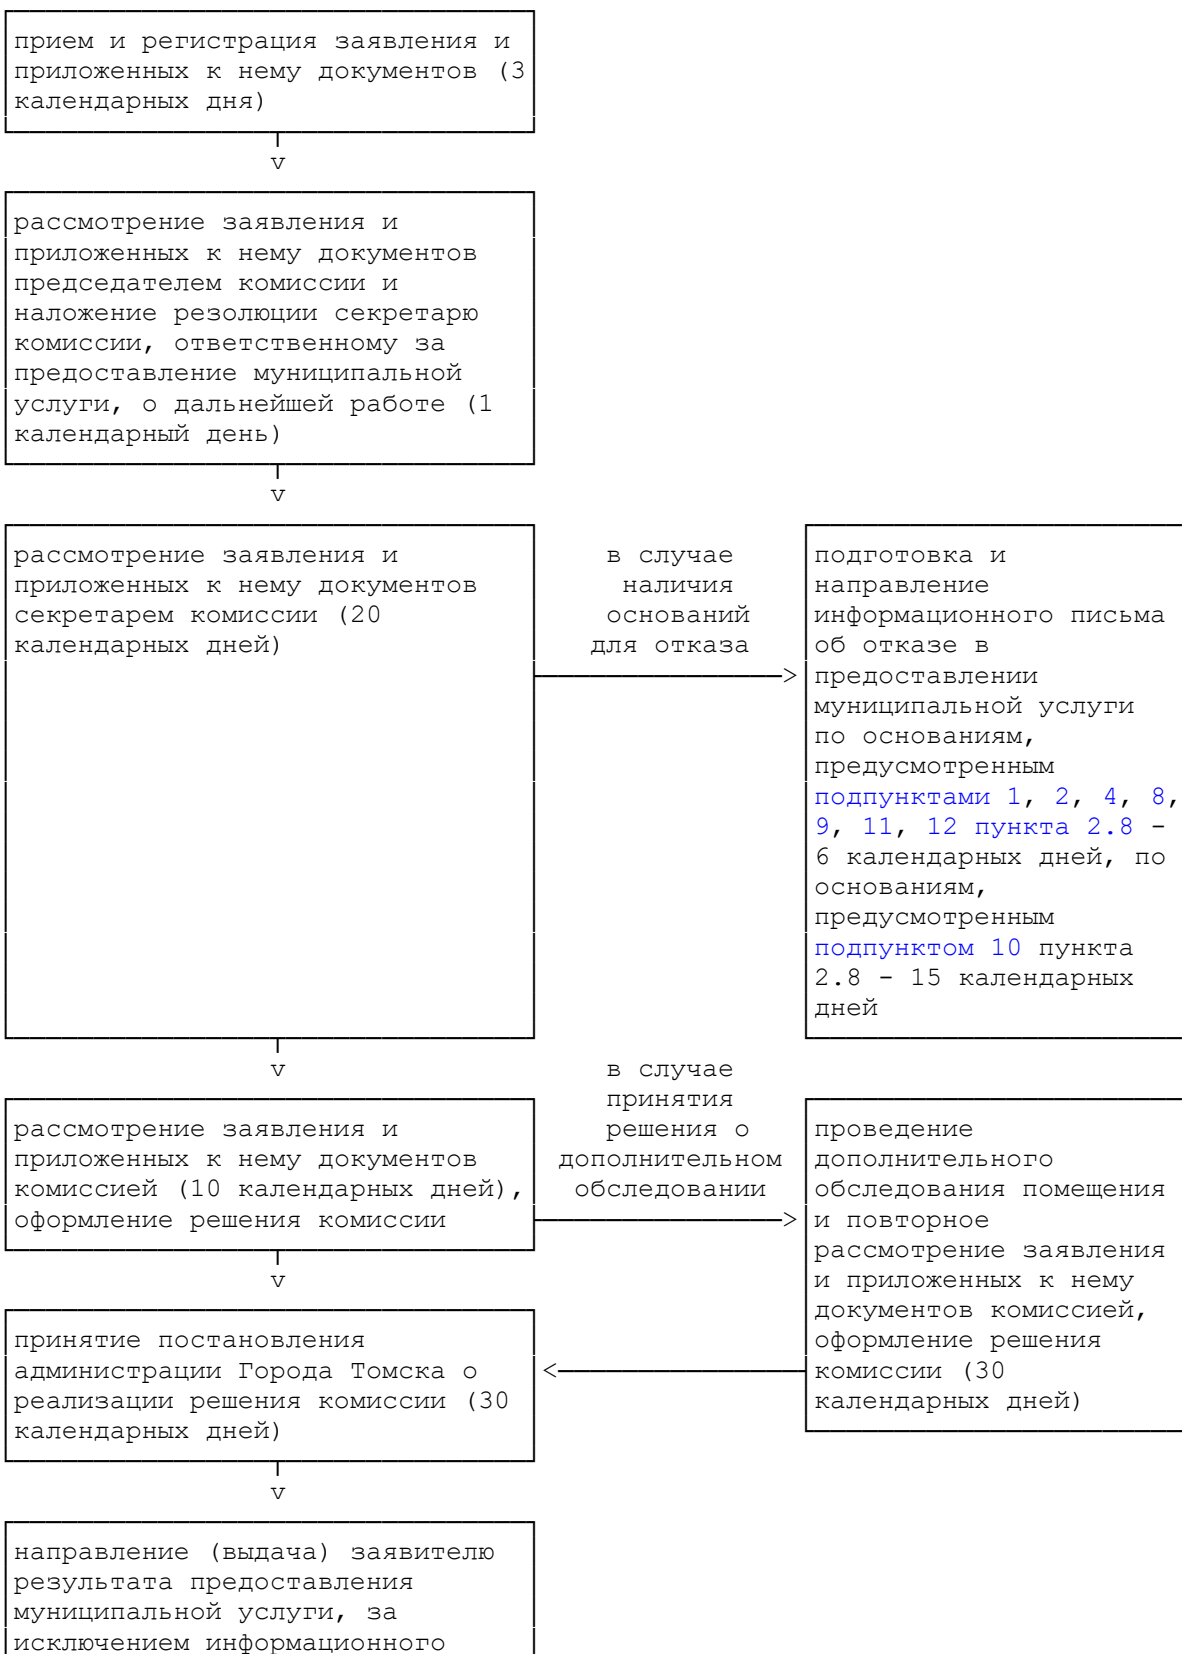 прием и регистрация заявления и
приложенных к нему документов (3
календарных дня)
v
рассмотрение заявления и
приложенных к нему документов
председателем комиссии и
наложение резолюции секретарю
комиссии, ответственному за
предоставление муниципальной
услуги, о дальнейшей работе (1
календарный день)
v
рассмотрение заявления и
приложенных к нему документов
секретарем комиссии (20
календарных дней)
в случае
наличия
оснований
для отказа
подготовка и
направление
информационного письма
об отказе в
предоставлении
муниципальной услуги
по основаниям,
предусмотренным
подпунктами 1, 2, 4, 8,
9, 11, 12 пункта 2.8 -
6 календарных дней, по
основаниям,
предусмотренным
подпунктом 10 пункта
2.8 - 15 календарных
дней
v
рассмотрение заявления и
приложенных к нему документов
комиссией (10 календарных дней),
оформление решения комиссии
в случае
принятия
решения о
дополнительном
обследовании
проведение
дополнительного
обследования помещения
и повторное
рассмотрение заявления
и приложенных к нему
документов комиссией,
оформление решения
комиссии (30
календарных дней)
v
принятие постановления
администрации Города Томска о
реализации решения комиссии (30
календарных дней)
v
направление (выдача) заявителю
результата предоставления
муниципальной услуги, за
исключением информационного